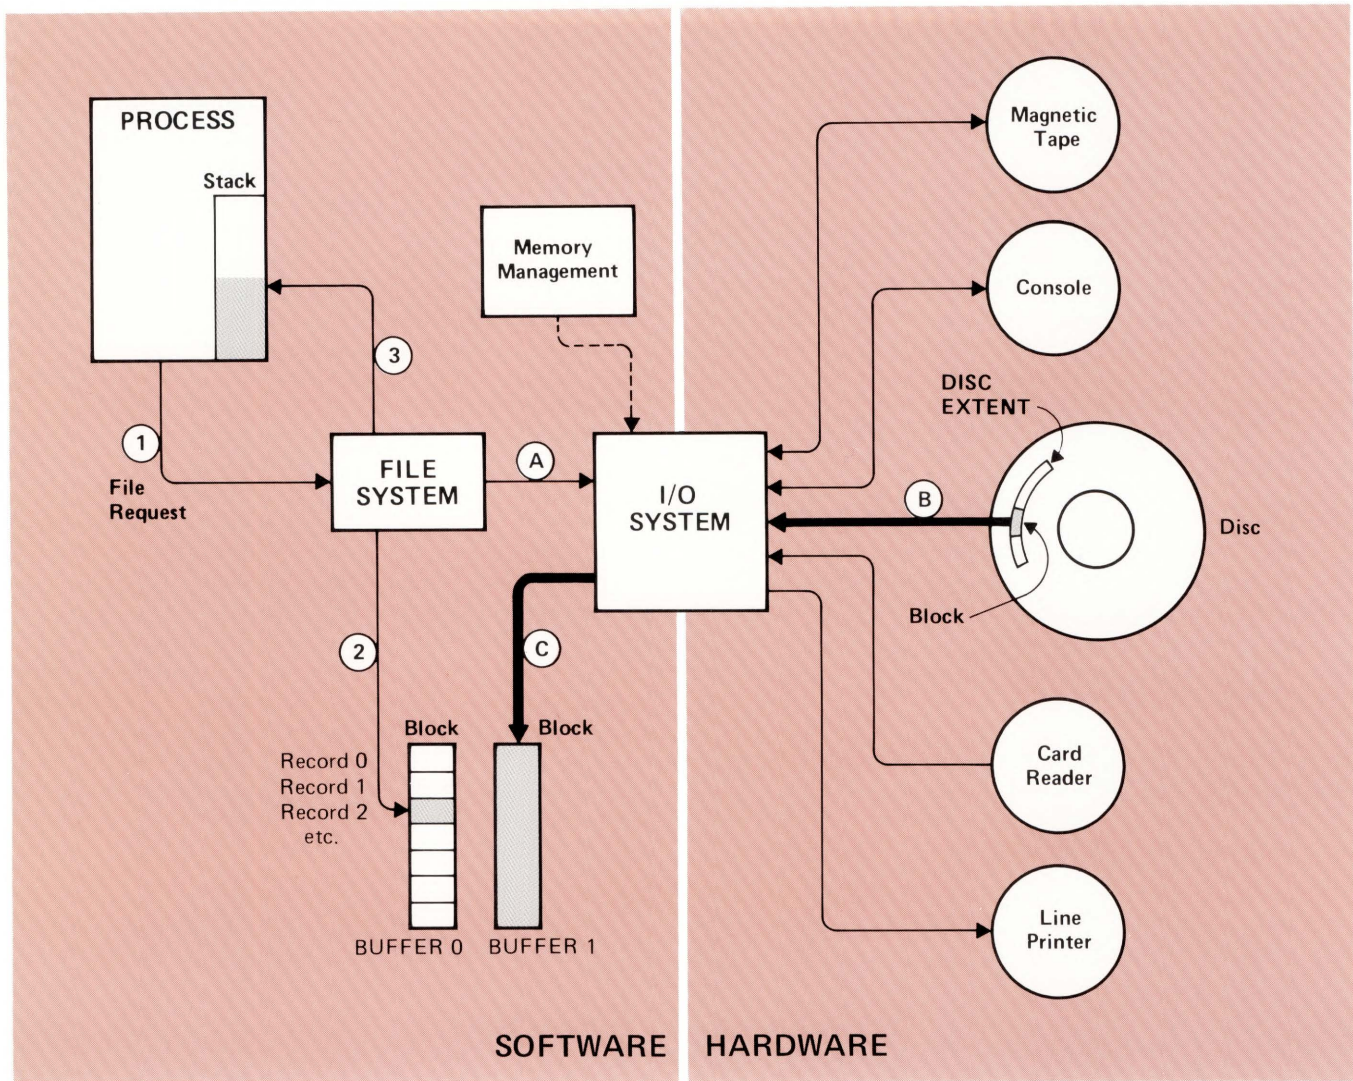 PROCESS
Stack
Memory
Management
3
1
File
Request
FILE
SYSTEM
A
I/O
SYSTEM
2
C
Block
Block
Record 0
Record 1
Record 2
etc.
BUFFER 0
BUFFER 1
SOFTWARE
Magnetic
Tape
Console
DISC
EXTENT
B
Disc
Block
Card
Reader
Line
Printer
HARDWARE